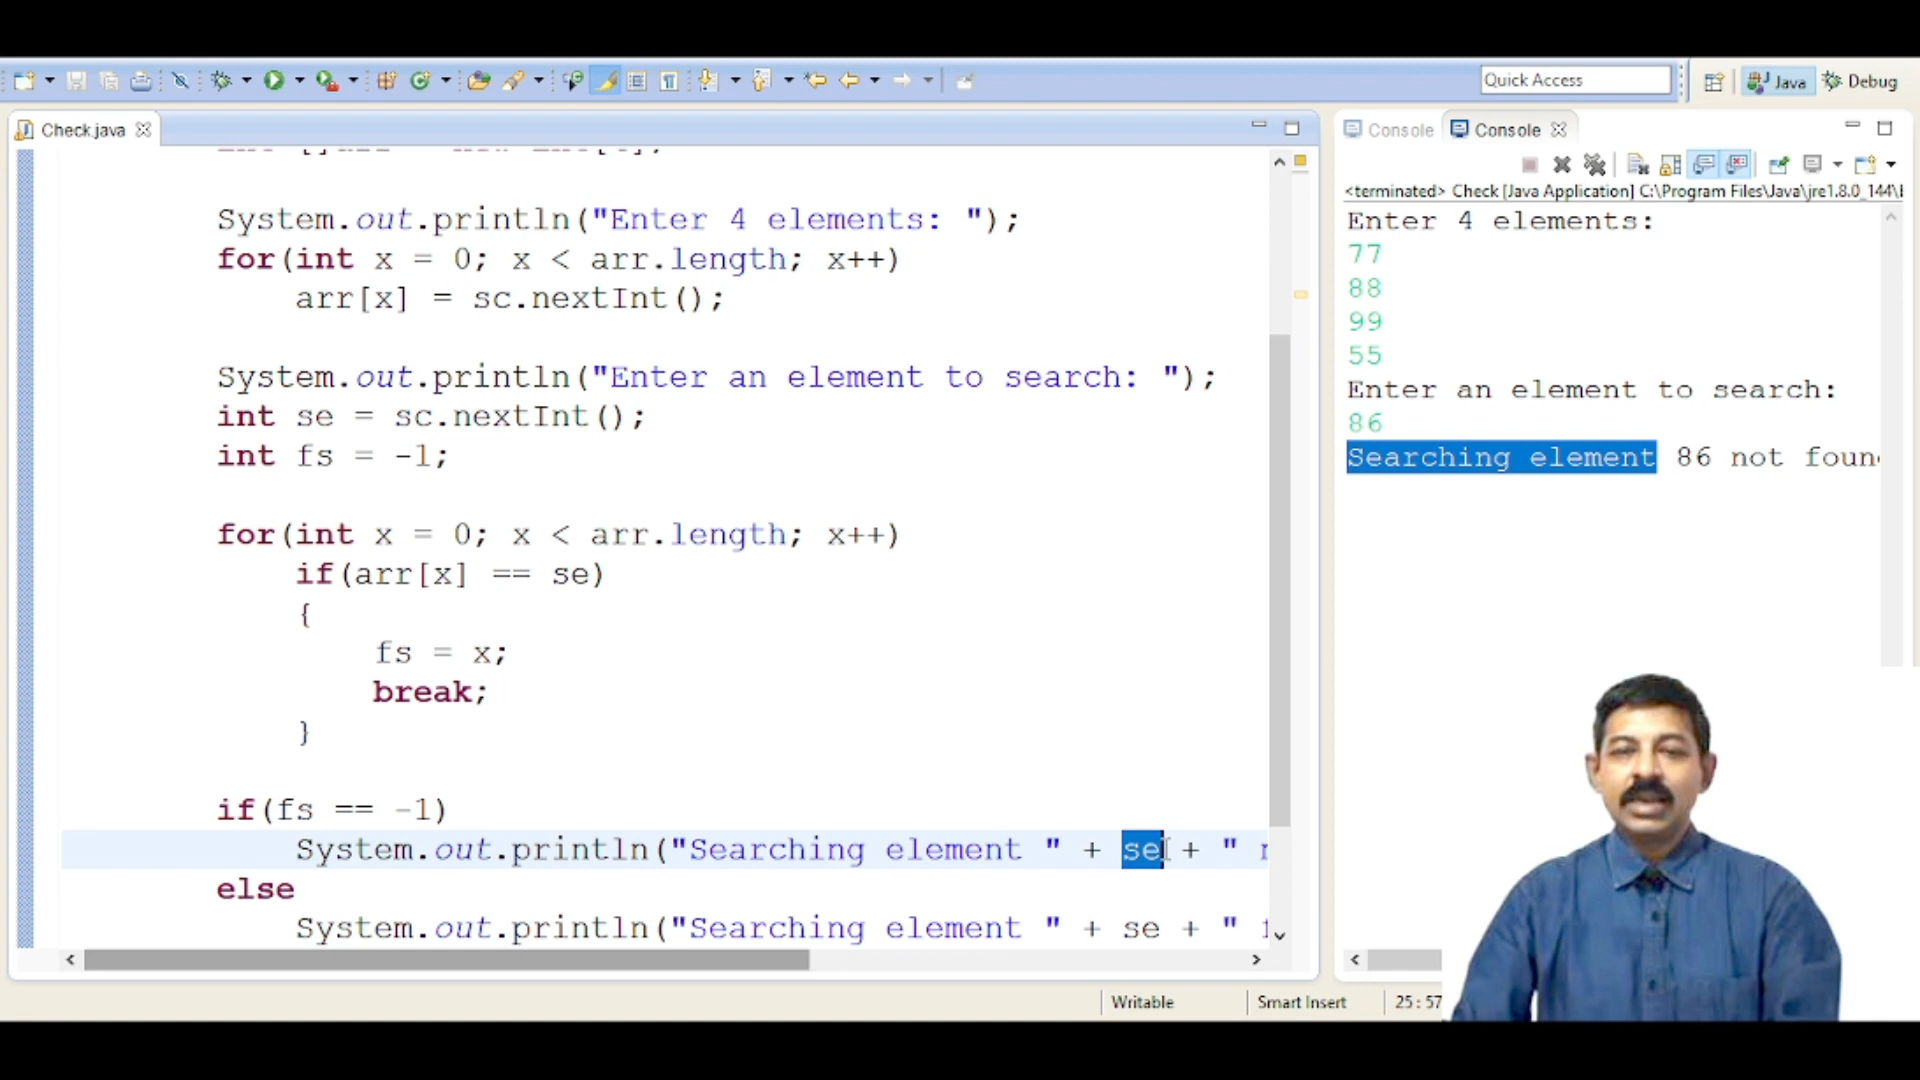 Quick Access
Java
Debug
Check.java
System.out.println("Enter 4 elements: ");
for(int x = 0; x < arr.length; x++)
arr[x] = sc.nextInt();
System.out.println("Enter an element to search: ");
int se = sc.nextInt();
int fs = -1;
for(int x = 0; x < arr.length; x++)
if(arr[x] == se)
{
fs = x;
break;
}
if(fs == -1)
System.out.println("Searching element " + se + "
else
System.out.println("Searching element " + se + "
Console
Console
<terminated> Check [Java Application] C:\Program Files\Java\jre1.8.0_144\
Enter 4 elements:
77
88
99
55
Enter an element to search:
86
Searching element 86 not foun
Writable
Smart Insert
25:57